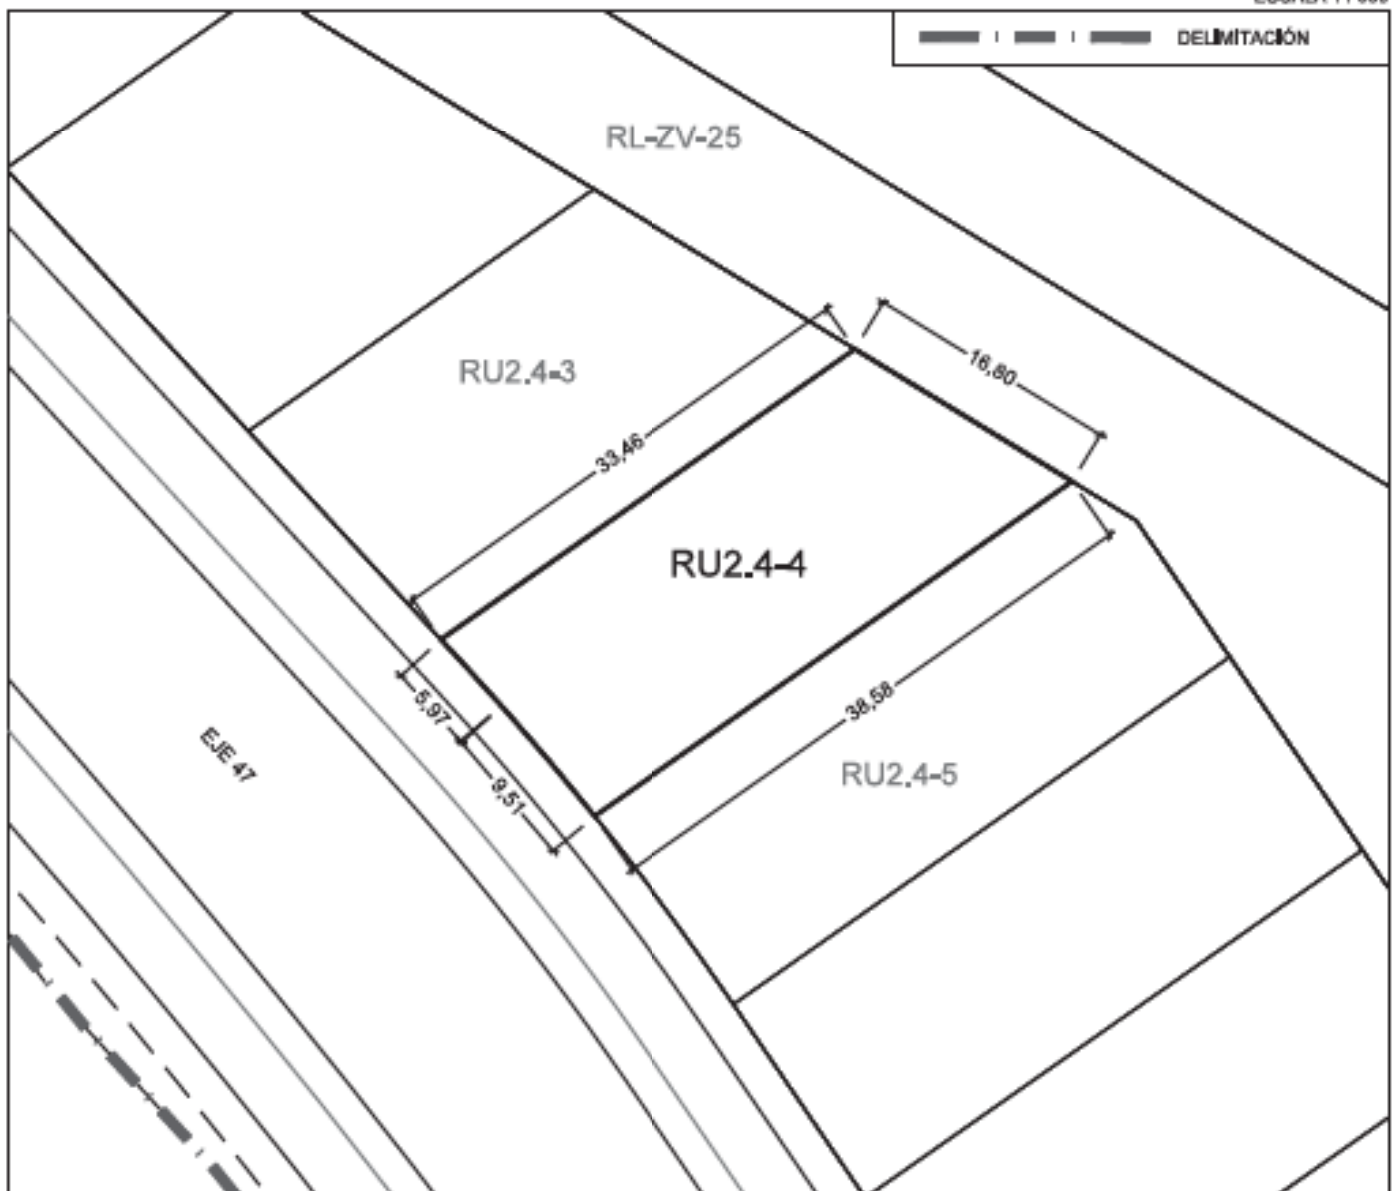 DELIMITACIÓN
RL-ZV-25
16,80
RU2.4-3
33,46
RU2.4-4
38,58
5,97
RU2.4-5
EJE 47
9,51